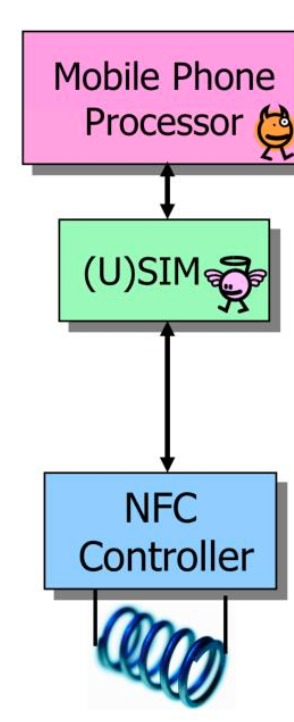 Mobile Phone
Processor
(U)SIM
NFC
Controller